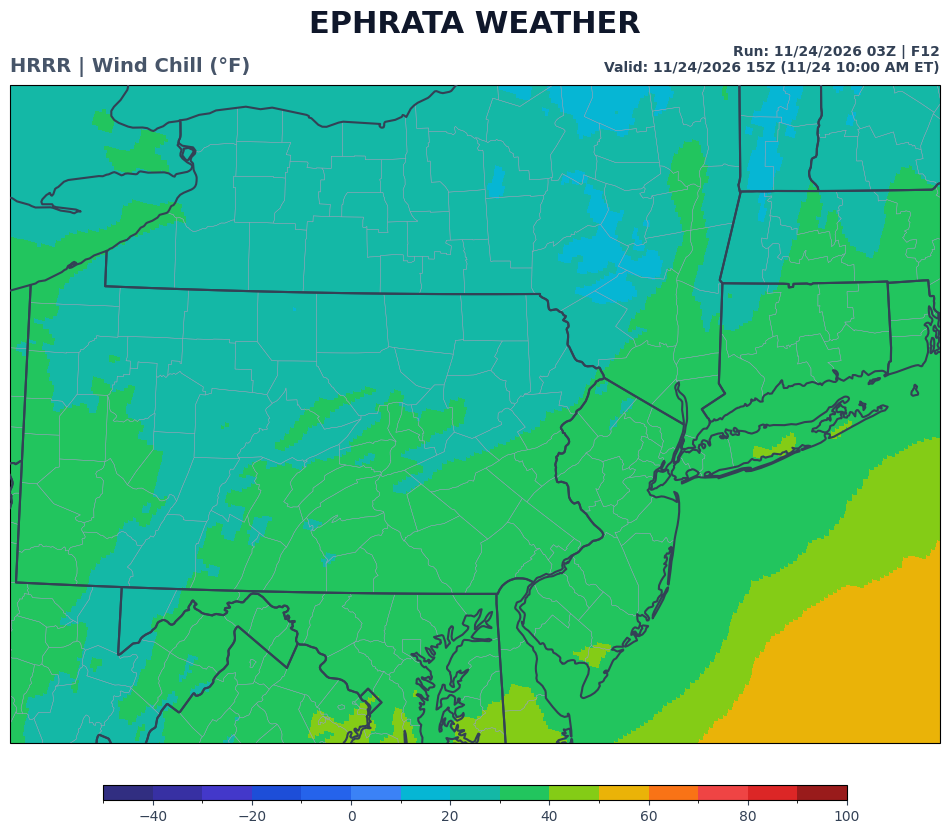 EPHRATA WEATHER
HRRR | Wind Chill (°F)
Run: 11/24/2026 03Z | F12
Valid: 11/24/2026 15Z (11/24 10:00 AM ET)
−40 −20 0 20 40 60 80 100